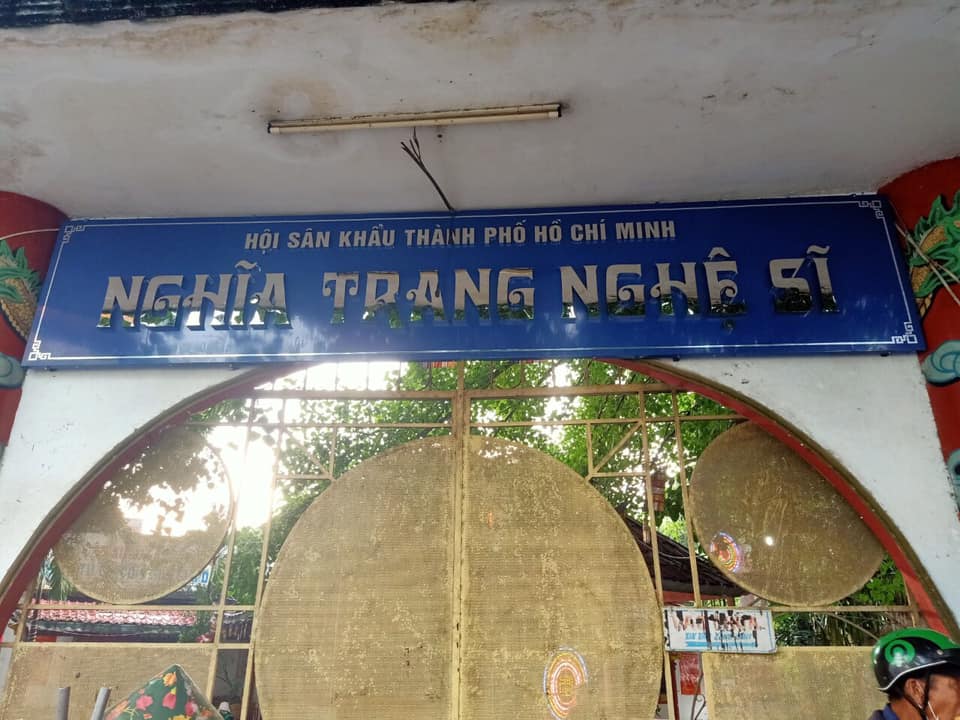 HỘI SÂN KHẤU THÀNH PHỐ HỒ CHÍ MINH
NGHĨA TRANG NGHỆ SĨ